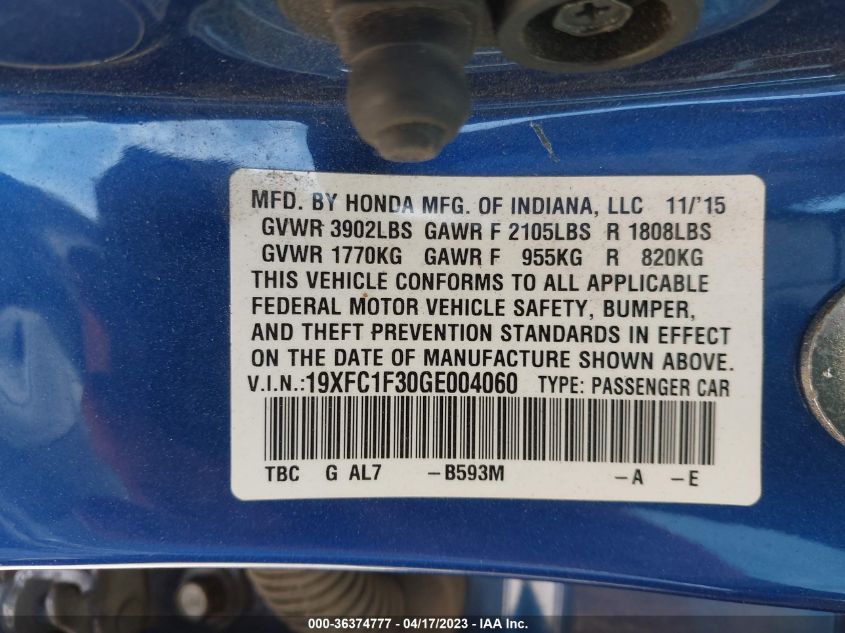 MFD. BY HONDA MFG. OF INDIANA, LLC 11/'15
GVWR 3902LBS GAWR F 2105LBS R 1808LBS
GVWR 1770KG GAWR F 955KG R 820KG
THIS VEHICLE CONFORMS TO ALL APPLICABLE
FEDERAL MOTOR VEHICLE SAFETY, BUMPER,
AND THEFT PREVENTION STANDARDS IN EFFECT
ON THE DATE OF MANUFACTURE SHOWN ABOVE.
V.I.N.:19XFC1F30GE004060 TYPE: PASSENGER CAR
TBC G AL7 –B593M –A –E
000-36374777 - 04/17/2023 - IAA Inc.